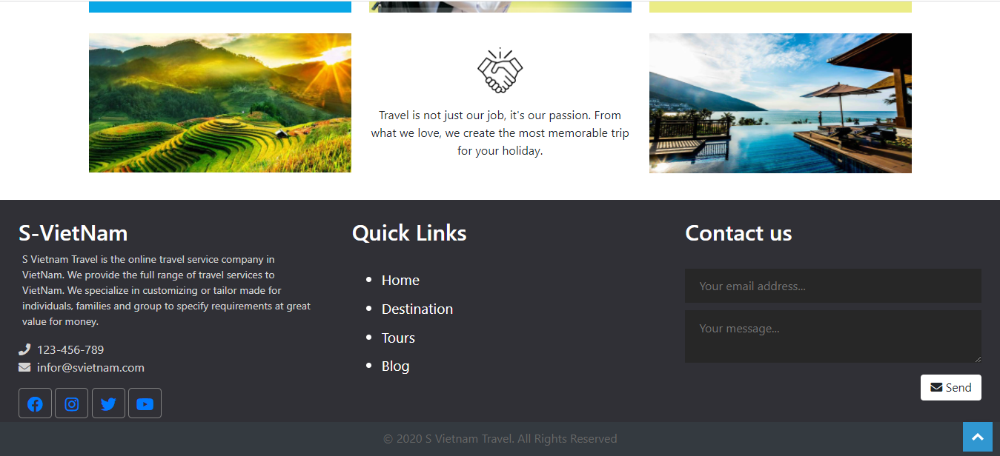 Travel is not just our job, it's our passion. From
what we love, we create the most memorable trip
for your holiday.
S-VietNam
S Vietnam Travel is the online travel service company in
VietNam. We provide the full range of travel services to
VietNam. We specialize in customizing or tailor made for
individuals, families and group to specify requirements at great
value for money.
123-456-789
infor@svietnam.com
Quick Links
Home
Destination
Tours
Blog
Contact us
Your email address...
Your message...
Send
© 2020 S Vietnam Travel. All Rights Reserved